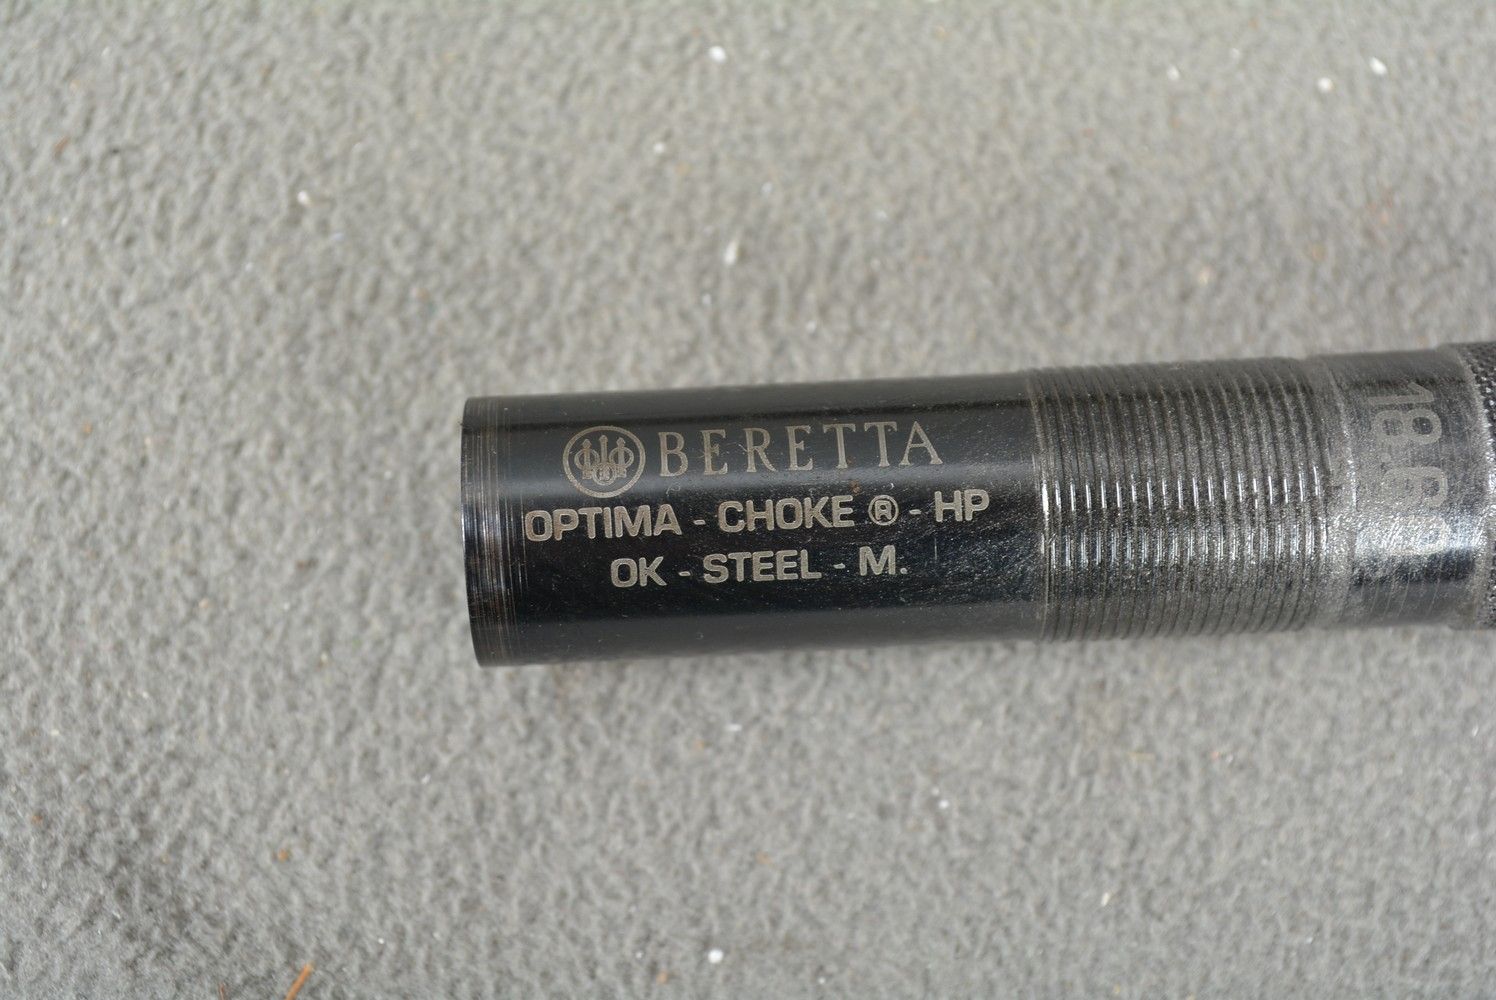 BERETTA
OPTIMA - CHOKE ® - HP
OK - STEEL - M.